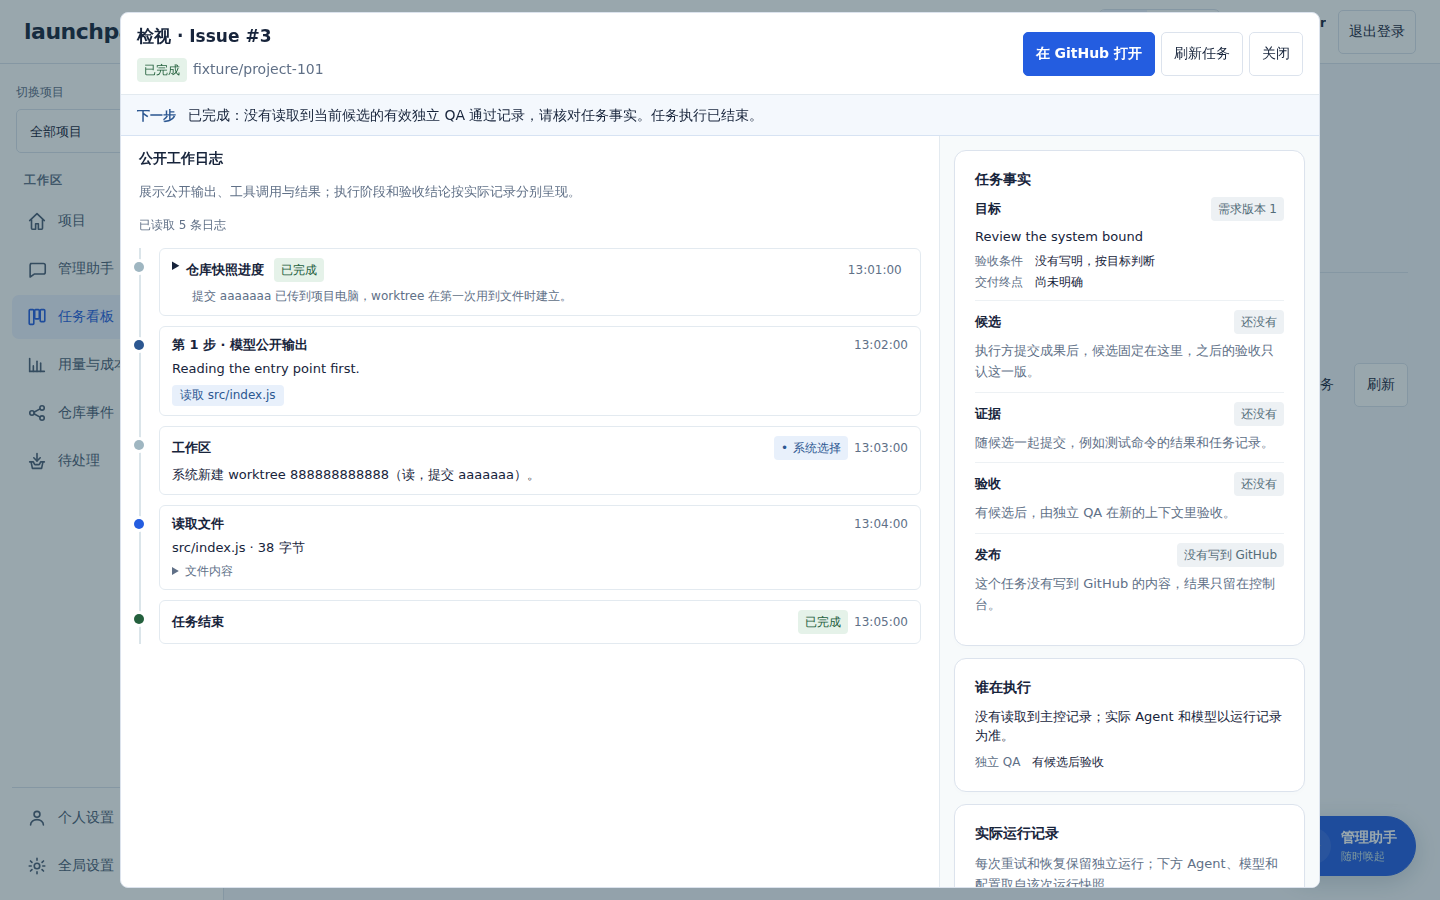 launchp
r
退出登录
切换项目
全部项目
工作区
项目
管理助手
任务看板
用量与成本
仓库事件
待处理
个人设置
全局设置
检视 · Issue #3
已完成 fixture/project-101
在 GitHub 打开
刷新任务
关闭
下一步 已完成：没有读取到当前候选的有效独立 QA 通过记录，请核对任务事实。任务执行已结束。
公开工作日志
展示公开输出、工具调用与结果；执行阶段和验收结论按实际记录分别呈现。
已读取 5 条日志
仓库快照进度 已完成 13:01:00
提交 aaaaaaa 已传到项目电脑，worktree 在第一次用到文件时建立。
第 1 步 · 模型公开输出 13:02:00
Reading the entry point first.
读取 src/index.js
工作区 • 系统选择 13:03:00
系统新建 worktree 888888888888（读，提交 aaaaaaa）。
读取文件 13:04:00
src/index.js · 38 字节
文件内容
任务结束 已完成 13:05:00
任务事实
目标 需求版本 1
Review the system bound
验收条件 没有写明，按目标判断
交付终点 尚未明确
候选 还没有
执行方提交成果后，候选固定在这里，之后的验收只
认这一版。
证据 还没有
随候选一起提交，例如测试命令的结果和任务记录。
验收 还没有
有候选后，由独立 QA 在新的上下文里验收。
发布 没有写到 GitHub
这个任务没有写到 GitHub 的内容，结果只留在控制
台。
谁在执行
没有读取到主控记录；实际 Agent 和模型以运行记录
为准。
独立 QA 有候选后验收
实际运行记录
每次重试和恢复保留独立运行；下方 Agent、模型和
配置取自该次运行快照
务
刷新
管理助手
随时唤起